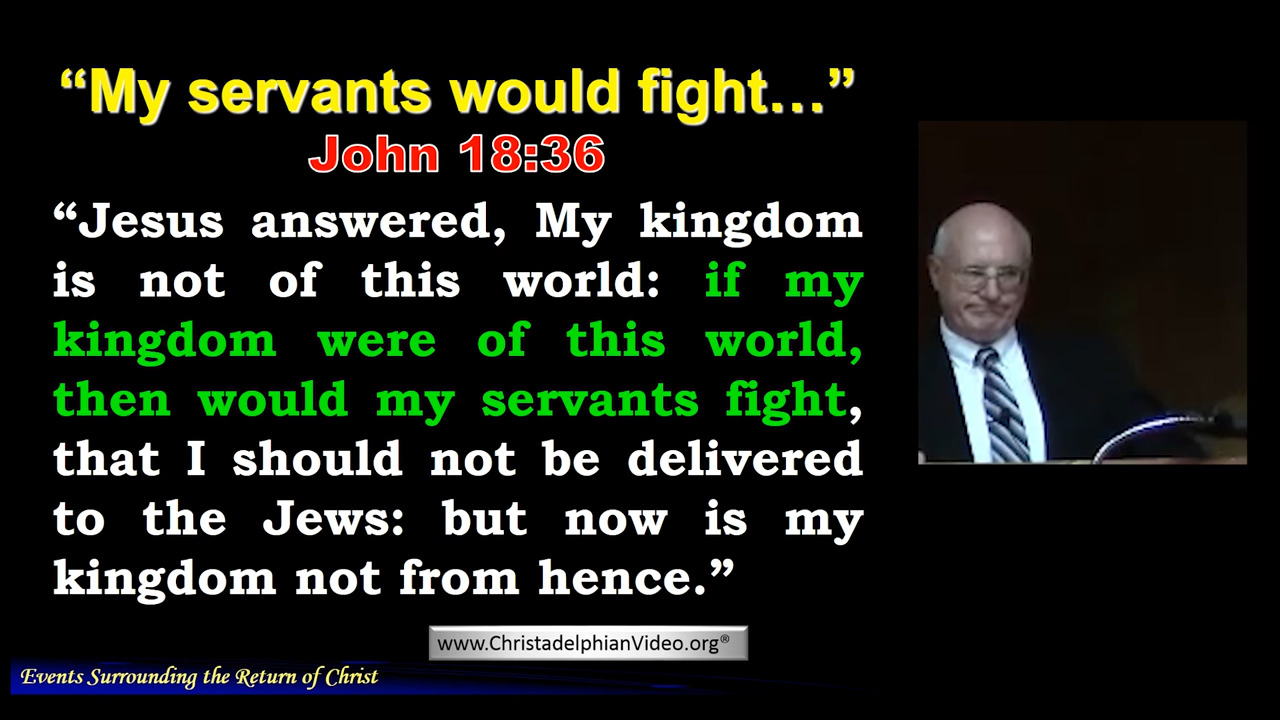 “My servants would fight...”
John 18:36
“Jesus answered, My kingdom
is not of this world: if my
kingdom were of this world,
then would my servants fight,
that I should not be delivered
to the Jews: but now is my
kingdom not from hence.”
www.ChristadelphianVideo.org®
Events Surrounding the Return of Christ